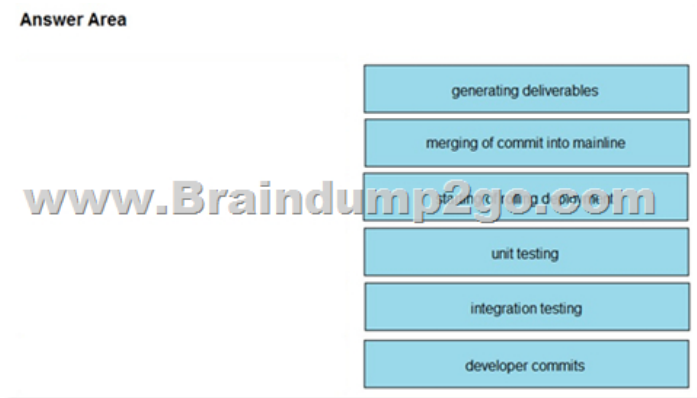 Answer Area
generating deliverables
merging of commit into mainline
www.Braindump2go.com
unit testing
integration testing
developer commits